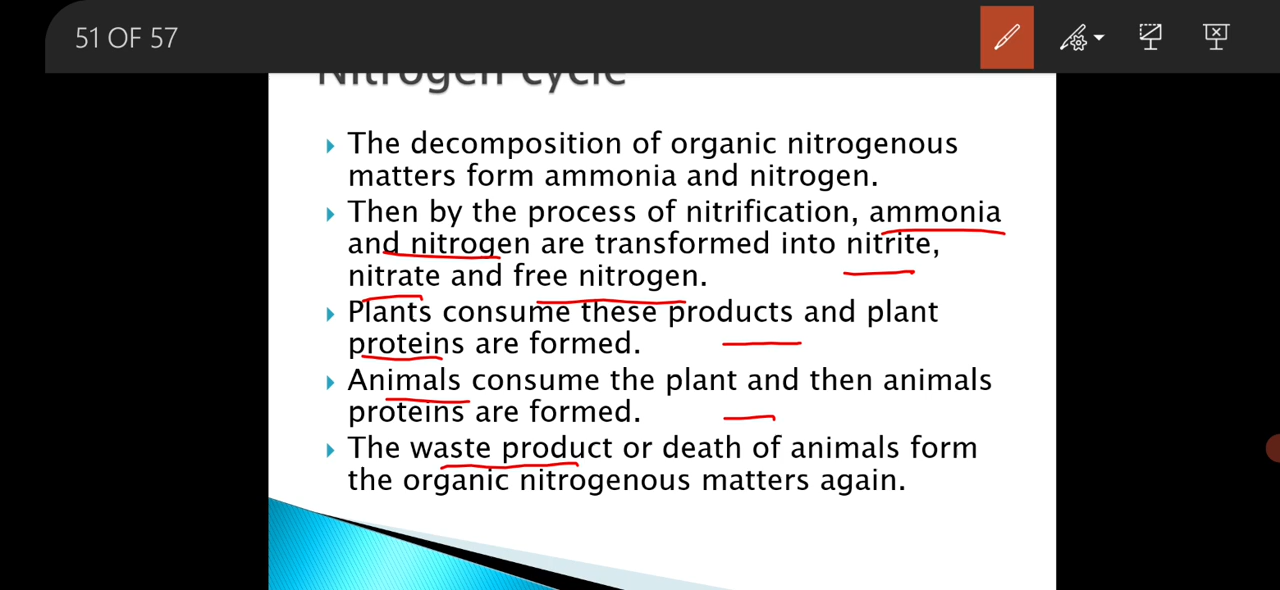 51 OF 57
Nitrogen cycle
The decomposition of organic nitrogenous
matters form ammonia and nitrogen.
Then by the process of nitrification, ammonia
and nitrogen are transformed into nitrite,
nitrate and free nitrogen.
Plants consume these products and plant
proteins are formed.
Animals consume the plant and then animals
proteins are formed.
The waste product or death of animals form
the organic nitrogenous matters again.